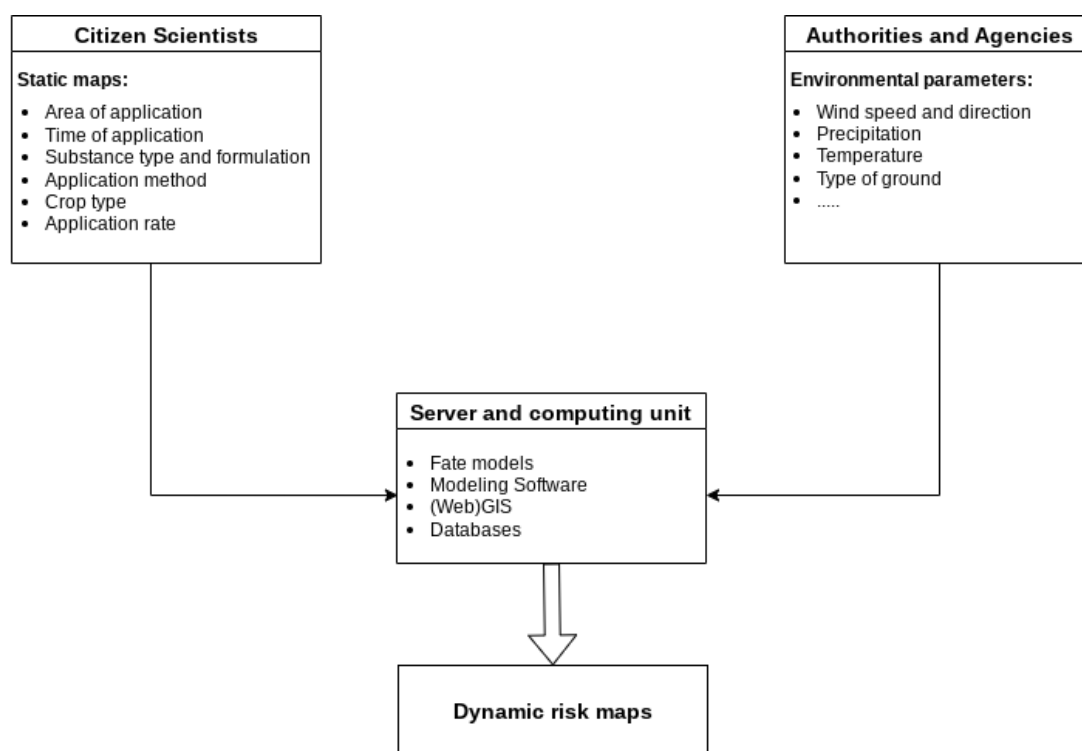 Citizen Scientists
Static maps:
• Area of application
• Time of application
• Substance type and formulation
• Application method
• Crop type
• Application rate
Authorities and Agencies
Environmental parameters:
• Wind speed and direction
• Precipitation
• Temperature
• Type of ground
• .....
Server and computing unit
• Fate models
• Modeling Software
• (Web)GIS
• Databases
Dynamic risk maps